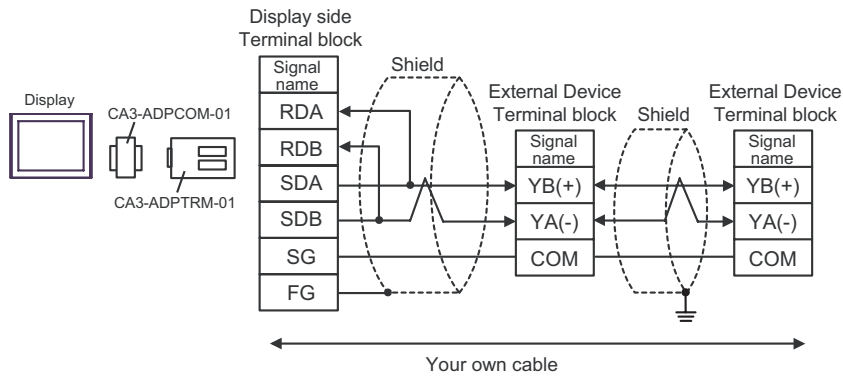 Display side
Terminal block
Shield
External Device
Terminal block
Shield
External Device
Terminal block
Display
CA3-ADPCOM-01
CA3-ADPTRM-01
Signal
name
RDA
RDB
SDA
SDB
SG
FG
Signal
name
YB(+)
YA(-)
COM
Signal
name
YB(+)
YA(-)
COM
Your own cable